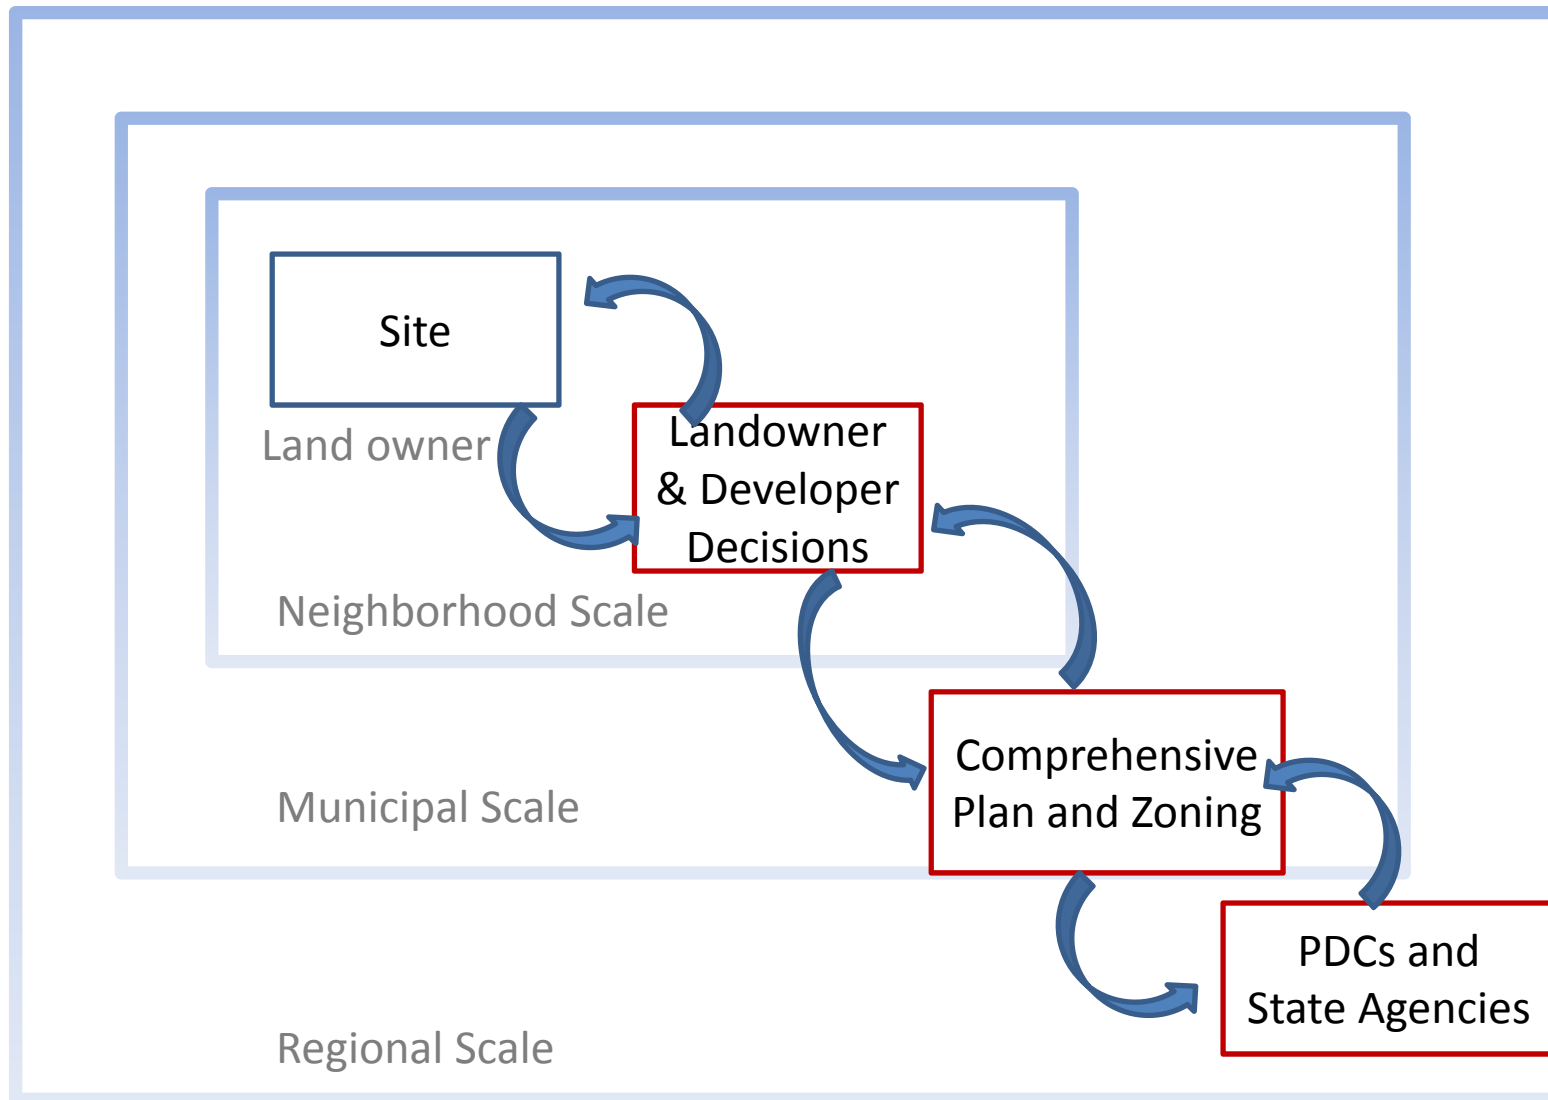 Site
Land owner
Landowner
& Developer
Decisions
Neighborhood Scale
Comprehensive
Plan and Zoning
Municipal Scale
PDCs and
State Agencies
Regional Scale